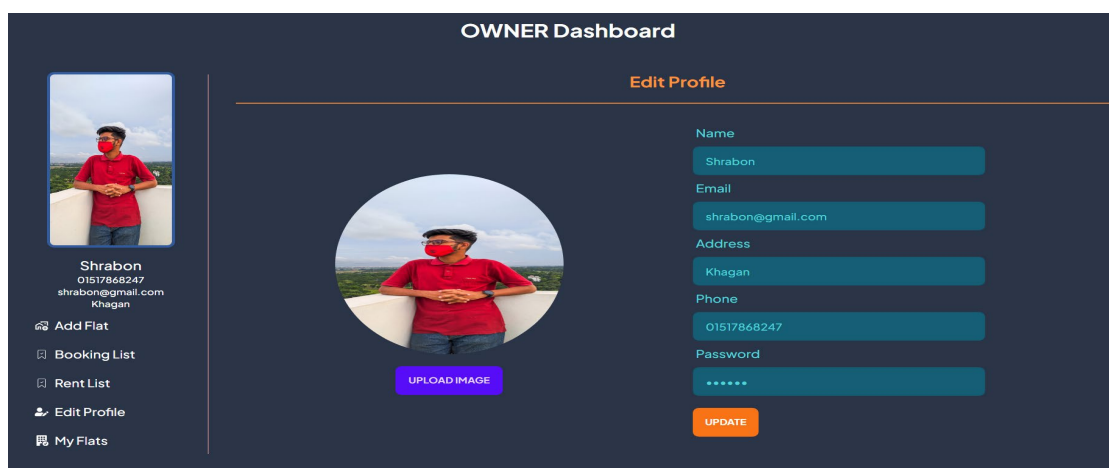 OWNER Dashboard
Shrabon
01517868247
shrabon@gmail.com
Khagan
Add Flat
Booking List
Rent List
Edit Profile
My Flats
Edit Profile
UPLOAD IMAGE
Name
Shrabon
Email
shrabon@gmail.com
Address
Khagan
Phone
01517868247
Password
••••••
UPDATE